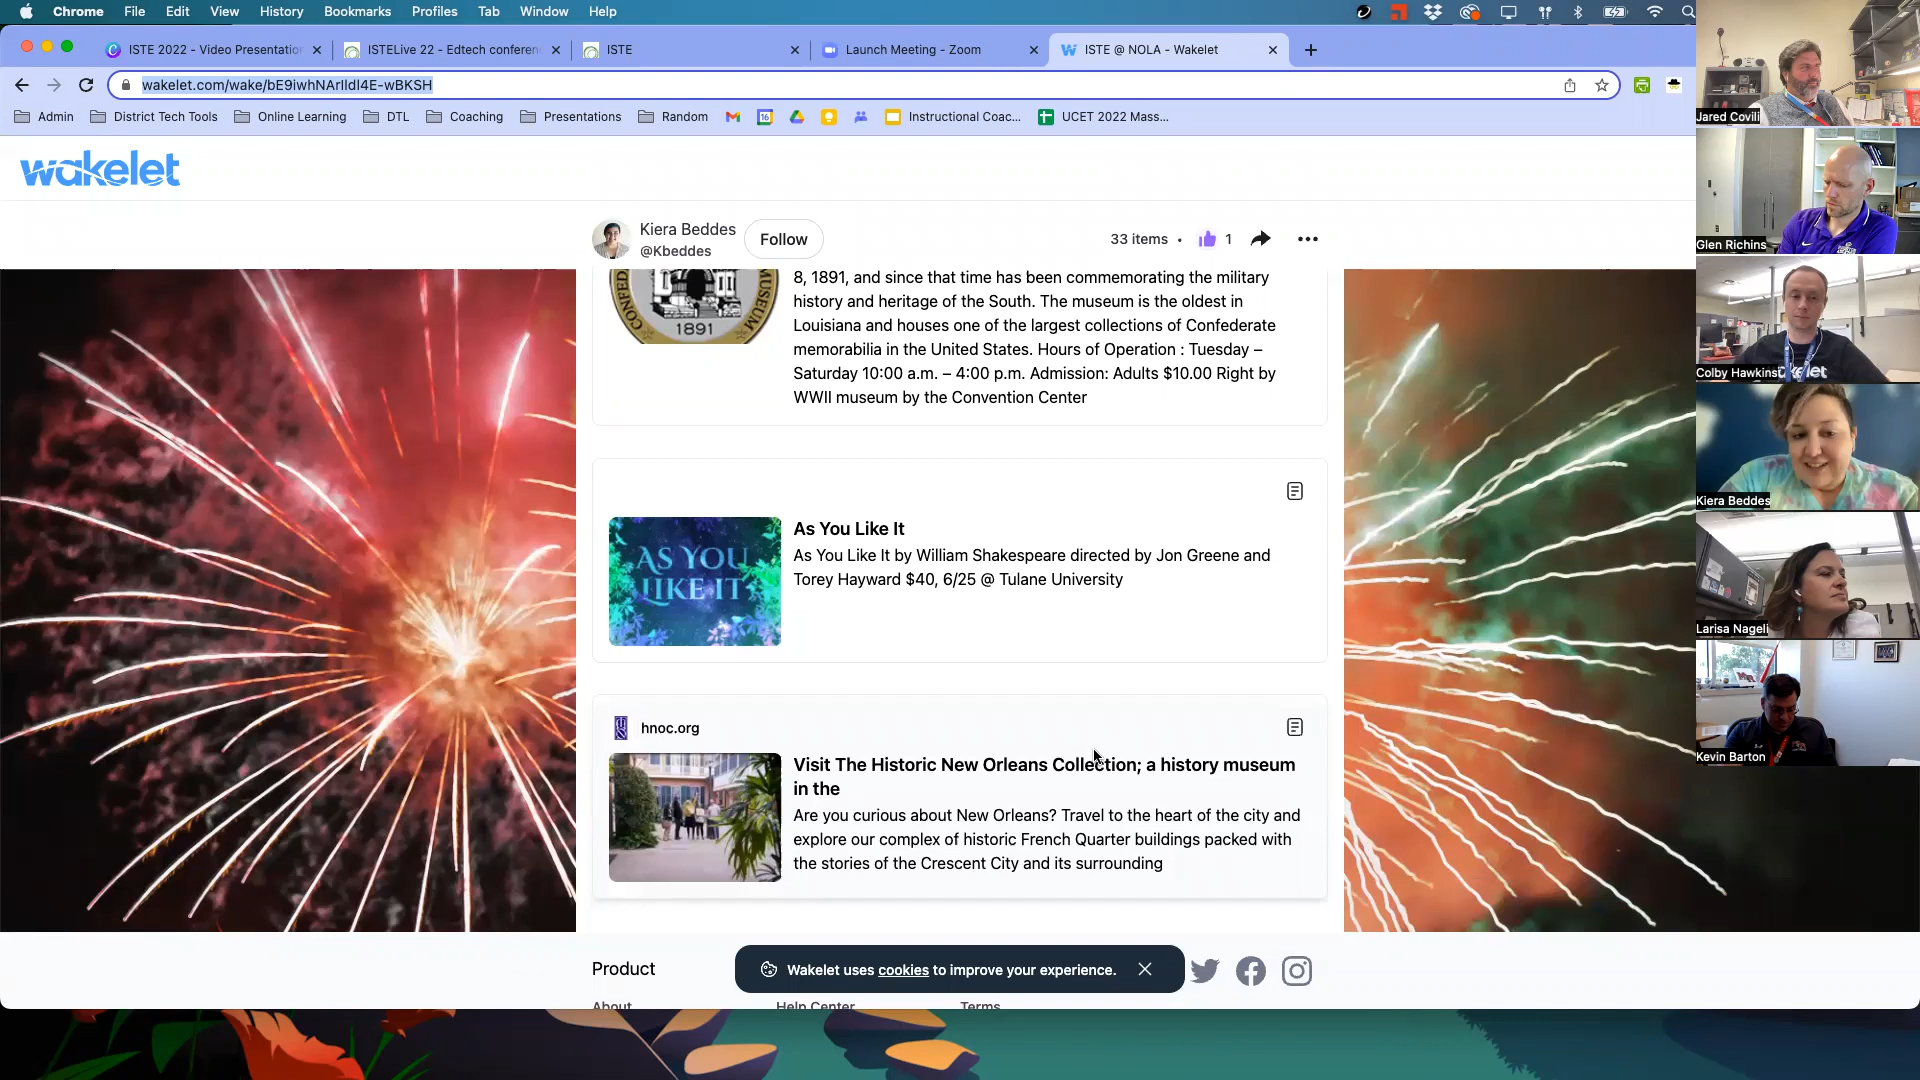 Chrome File Edit View History Bookmarks Profiles Tab Window Help
ISTE 2022 - Video Presentation
ISTELive 22 - Edtech conferen
ISTE
Launch Meeting - Zoom
ISTE @ NOLA - Wakelet
wakelet.com/wake/bE9iwhNArIldI4E-wBKSH
Admin District Tech Tools Online Learning DTL Coaching Presentations Random 16 Instructional Coac... UCET 2022 Mass...
wakelet
Kiera Beddes
@Kbeddes
Follow
33 items • 1
MUSEUM
1891
8, 1891, and since that time has been commemorating the military
history and heritage of the South. The museum is the oldest in
Louisiana and houses one of the largest collections of Confederate
memorabilia in the United States. Hours of Operation : Tuesday –
Saturday 10:00 a.m. – 4:00 p.m. Admission: Adults $10.00 Right by
WWII museum by the Convention Center
AS YOU
LIKE IT
As You Like It
As You Like It by William Shakespeare directed by Jon Greene and
Torey Hayward $40, 6/25 @ Tulane University
hnoc.org
Visit The Historic New Orleans Collection; a history museum
in the
Are you curious about New Orleans? Travel to the heart of the city and
explore our complex of historic French Quarter buildings packed with
the stories of the Crescent City and its surrounding
Product
Wakelet uses cookies to improve your experience.
About Help Center Terms
Jared Covili
Glen Richins
Colby Hawkins
Kiera Beddes
Larisa Nageli
Kevin Barton